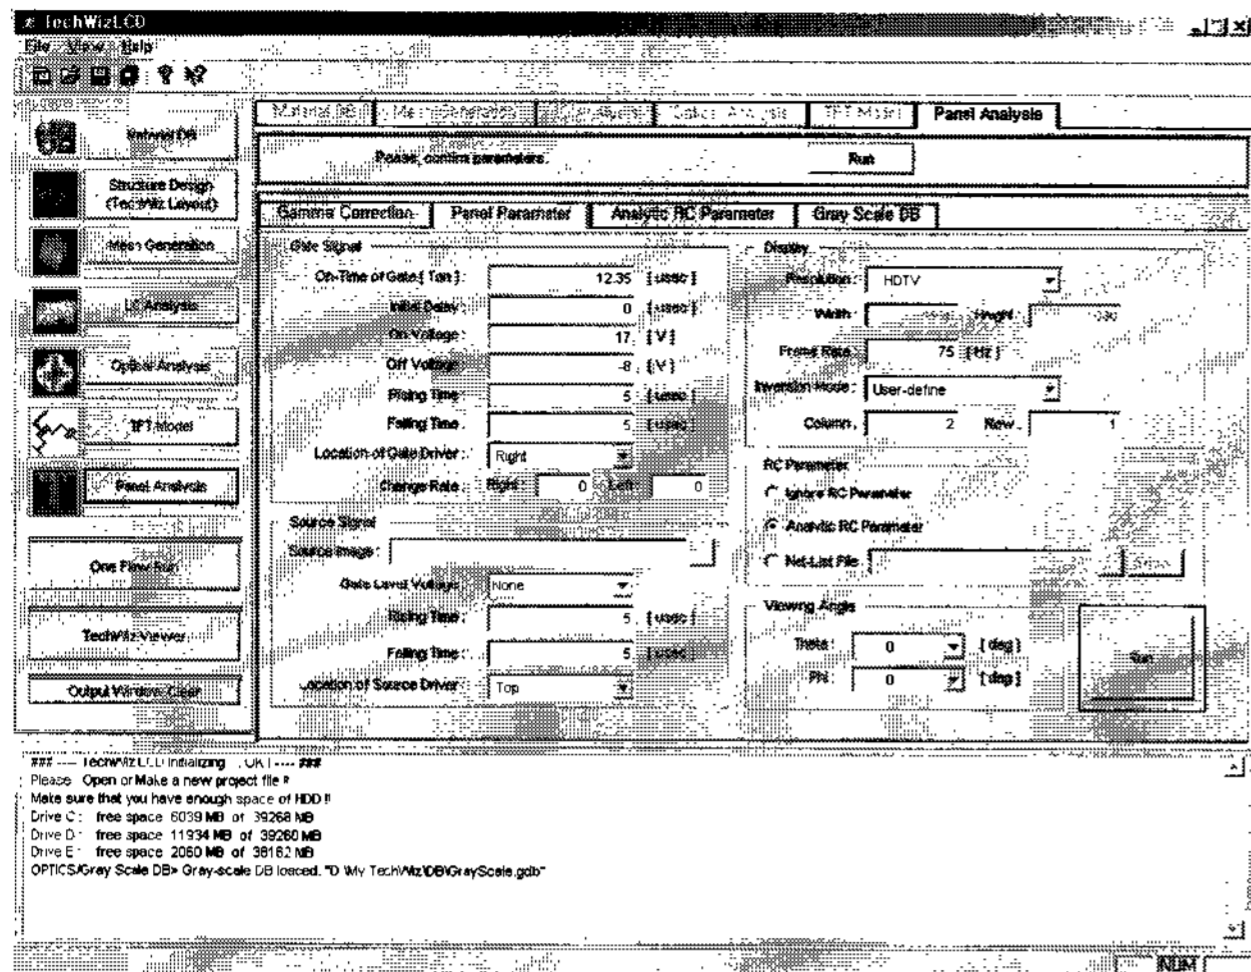 TechWizLCD
File View Help
Material DB TFT Model Panel Analysis
Please, confirm parameters. Run
Material DB
Structure Design
(TechWiz Layout)
Mesh Generation
LC Analysis
Optical Analysis
TFT Model
Panel Analysis
One Flow Run
TechWiz Viewer
Output Window Clear
Gamma Correction Panel Parameter Analytic RC Parameter Gray Scale DB
Gate Signal
On-Time of Gate [ Ton ] : 12.35 [ usec ]
Initial Delay : 0 [ usec ]
On Voltage : 17 [ V ]
Off Voltage -8 [ V ]
Rising Time : 5 [ usec ]
Falling Time : 5 [ usec ]
Location of Gate Driver : Right
Change Rate : Right : 0 Left 0
Source Signal
Source Image :
Gate Level Voltage None
Rising Time : 5 [ usec ]
Falling Time : 5 [ usec ]
Location of Source Driver : Top
Display
Resolution : HDTV
Width Height
Frame Rate : 75 [ Hz ]
Inversion Mode : User-define
Column : 2 Row : 1
RC Parameter
Ignore RC Parameter
Analytic RC Parameter
Net-List File
Viewing Angle
Theta : 0 [ deg ]
Phi : 0 [ deg ]
Run
### ---- TechWizLCD Initializing : OK ! ---- ###
Please Open or Make a new project file !!
Make sure that you have enough space of HDD !!
Drive C : free space 6039 MB of 39268 MB
Drive D : free space 11934 MB of 39260 MB
Drive E : free space 2060 MB of 38162 MB
OPTICS/Gray Scale DB> Gray-scale DB loaced. "D \My TechWiz\DB\GrayScale.gdb"
NUM